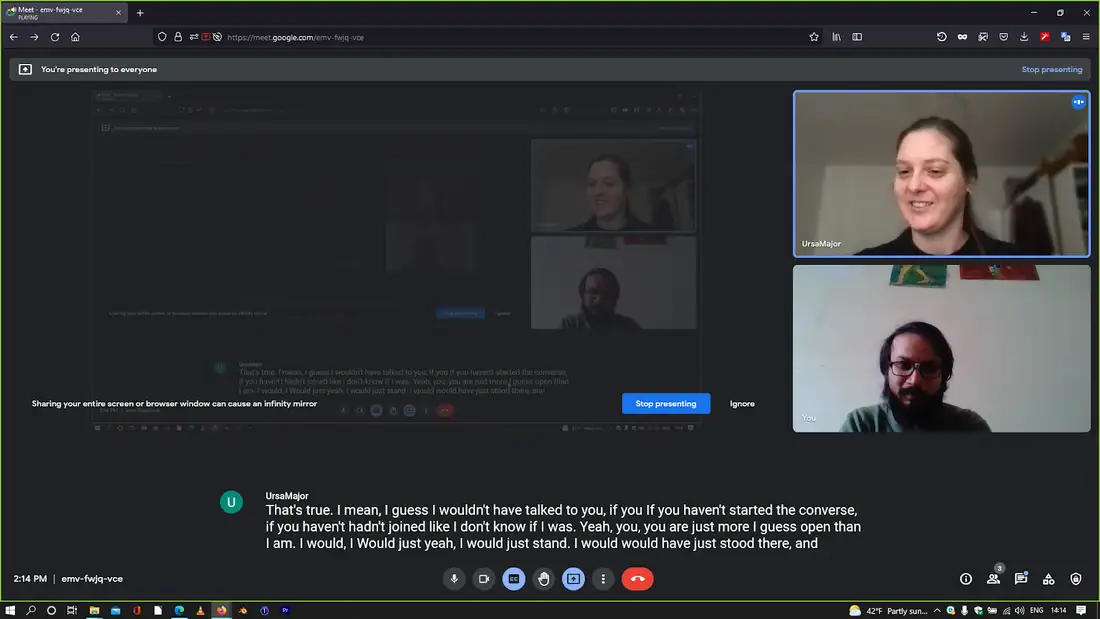 Meet - emv-fwjq-vce
PLAYING
https://meet.google.com/emv-fwjq-vce
You're presenting to everyone
Stop presenting
UrsaMajor
Sharing your entire screen or browser window can cause an infinity mirror
Stop presenting
Ignore
You
U
UrsaMajor
That's true. I mean, I guess I wouldn't have talked to you, if you If you haven't started the converse,
if you haven't hadn't joined like I don't know if I was. Yeah, you, you are just more I guess open than
I am. I would, I Would just yeah, I would just stand. I would would have just stood there, and
2:14 PM | emv-fwjq-vce
CC
3
42°F Partly sun...
ENG
14:14